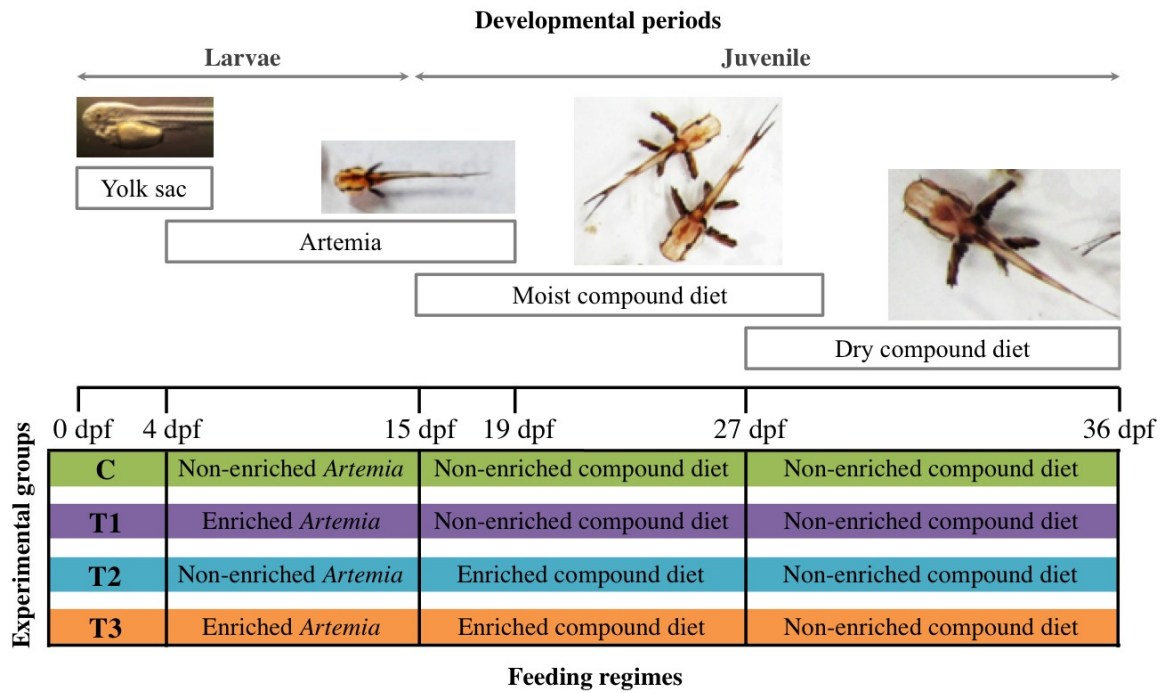 Developmental periods
Larvae
Juvenile
Yolk sac
Artemia
Moist compound diet
Dry compound diet
0 dpf
4 dpf
15 dpf
19 dpf
27 dpf
36 dpf
Experimental groups
C
Non-enriched Artemia
Non-enriched compound diet
Non-enriched compound diet
T1
Enriched Artemia
Non-enriched compound diet
Non-enriched compound diet
T2
Non-enriched Artemia
Enriched compound diet
Non-enriched compound diet
T3
Enriched Artemia
Enriched compound diet
Non-enriched compound diet
Feeding regimes